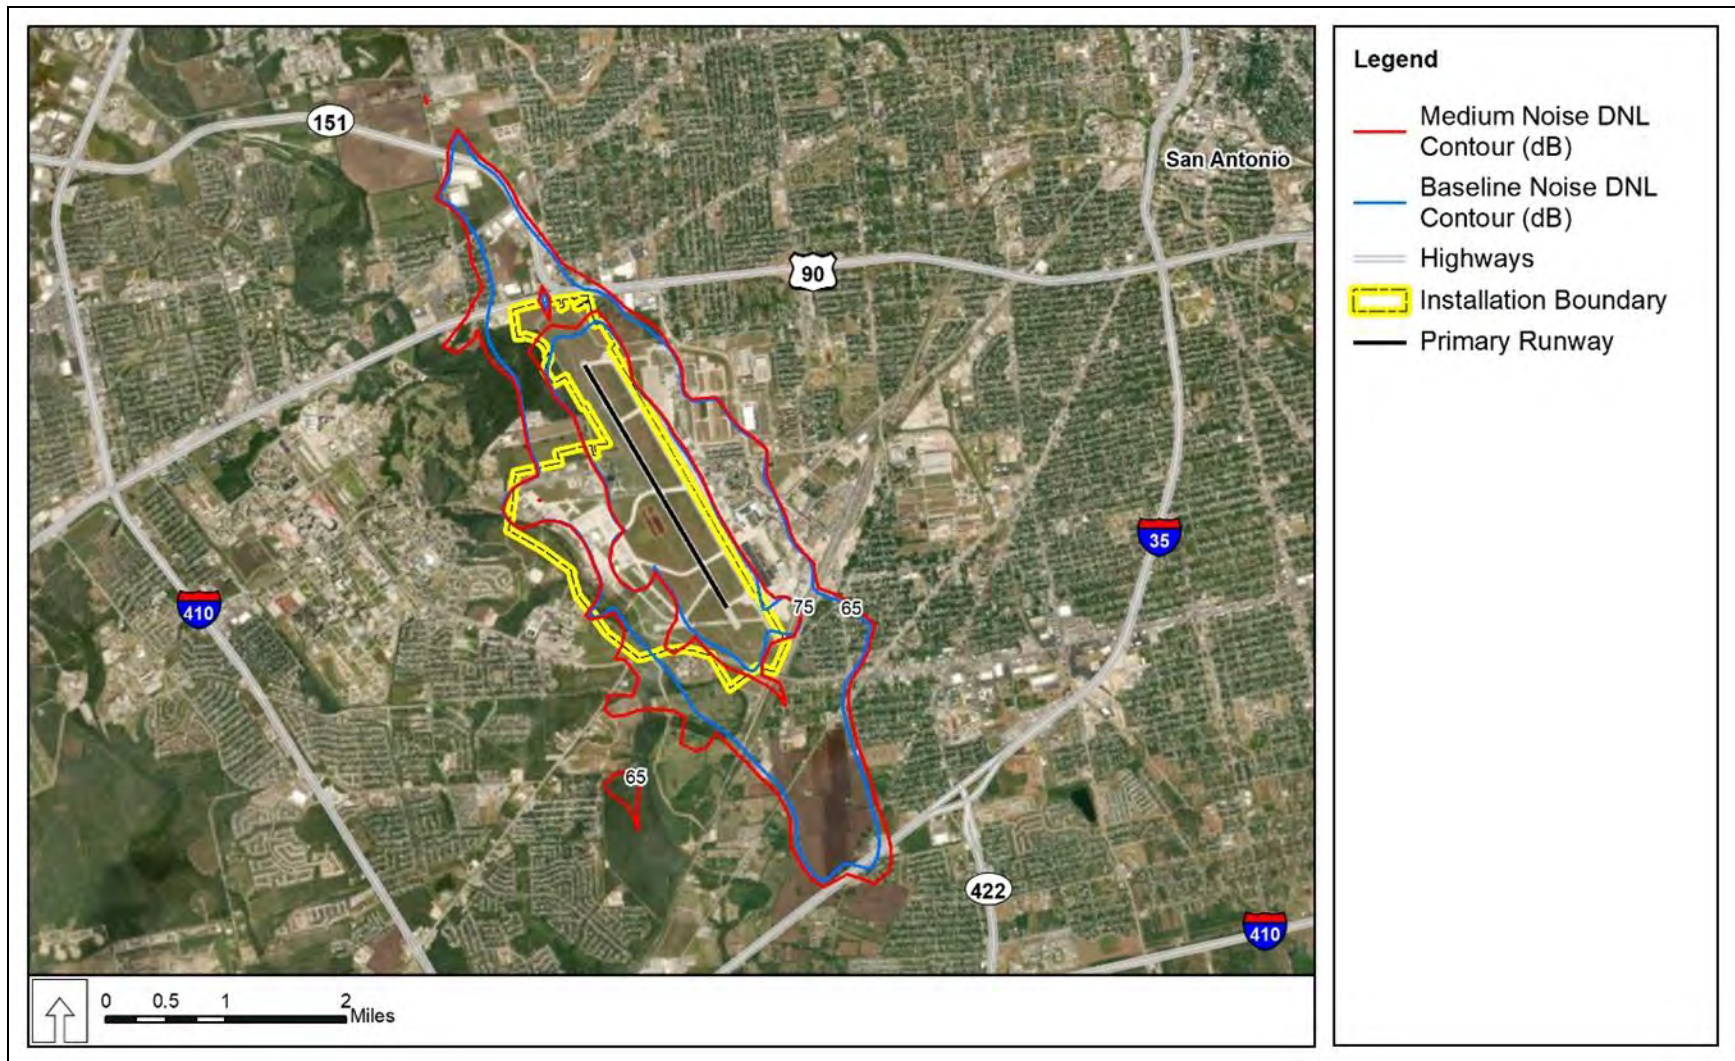 151
San Antonio
90
35
75
65
410
65
422
410
0 0.5 1 2
Miles
Legend
Medium Noise DNL
Contour (dB)
Baseline Noise DNL
Contour (dB)
Highways
Installation Boundary
Primary Runway